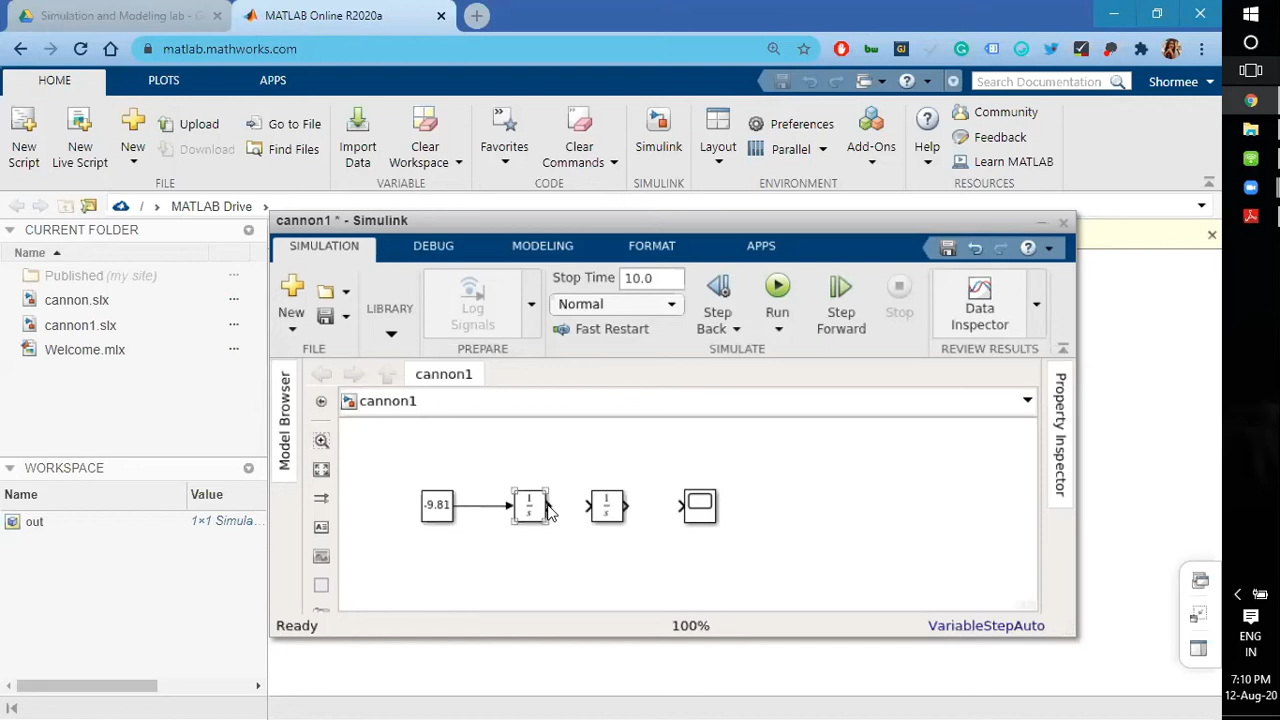 Simulation and Modeling lab - G
MATLAB Online R2020a
matlab.mathworks.com
HOME
PLOTS
APPS
Search Documentation
Shormee
New Script
New Live Script
New
Upload
Download
Go to File
Find Files
Import Data
Clear Workspace
Favorites
Clear Commands
Simulink
Layout
Preferences
Parallel
Add-Ons
Help
Community
Feedback
Learn MATLAB
FILE
VARIABLE
CODE
SIMULINK
ENVIRONMENT
RESOURCES
/ MATLAB Drive
CURRENT FOLDER
Name
Published (my site)
cannon.slx
cannon1.slx
Welcome.mlx
WORKSPACE
Name
Value
out
1×1 Simula...
cannon1 * - Simulink
SIMULATION
DEBUG
MODELING
FORMAT
APPS
New
FILE
LIBRARY
Log Signals
PREPARE
Stop Time 10.0
Normal
Fast Restart
Step Back
Run
Step Forward
Stop
SIMULATE
Data Inspector
REVIEW RESULTS
Model Browser
cannon1
cannon1
Property Inspector
-9.81
1
s
1
s
Ready
100%
VariableStepAuto
ENG
IN
7:10 PM
12-Aug-20